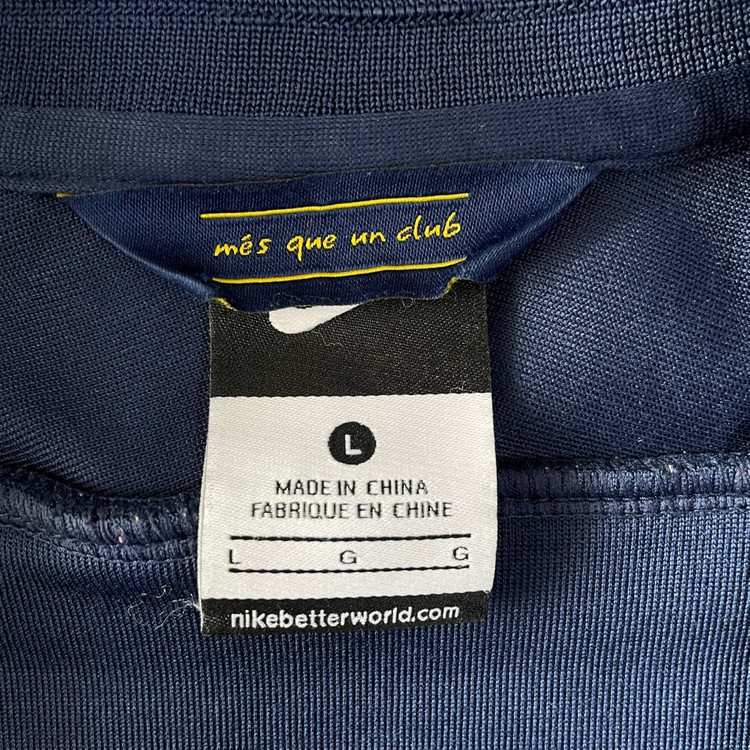 més que un club
L
MADE IN CHINA
FABRIQUE EN CHINE
L G G
nikebetterworld.com